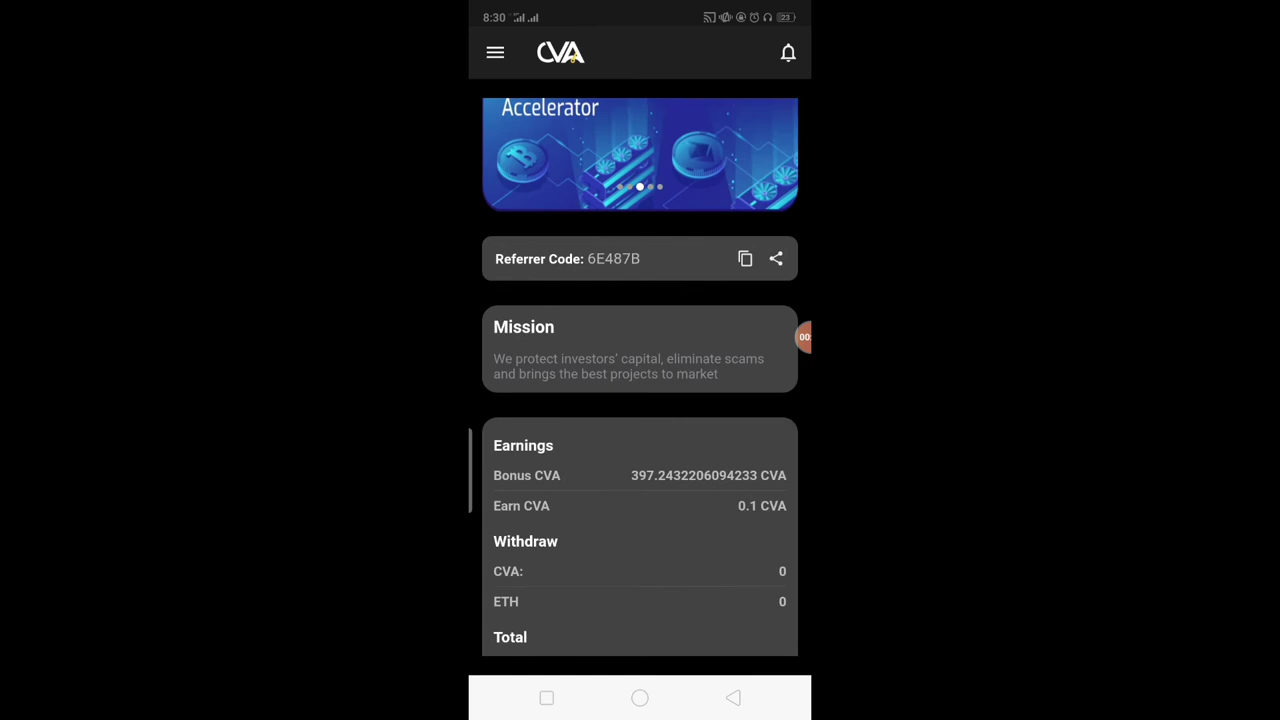 8:30
23
CVA
Accelerator
Referrer Code: 6E487B
Mission
00:
We protect investors' capital, eliminate scams
and brings the best projects to market
Earnings
Bonus CVA 397.2432206094233 CVA
Earn CVA 0.1 CVA
Withdraw
CVA: 0
ETH 0
Total